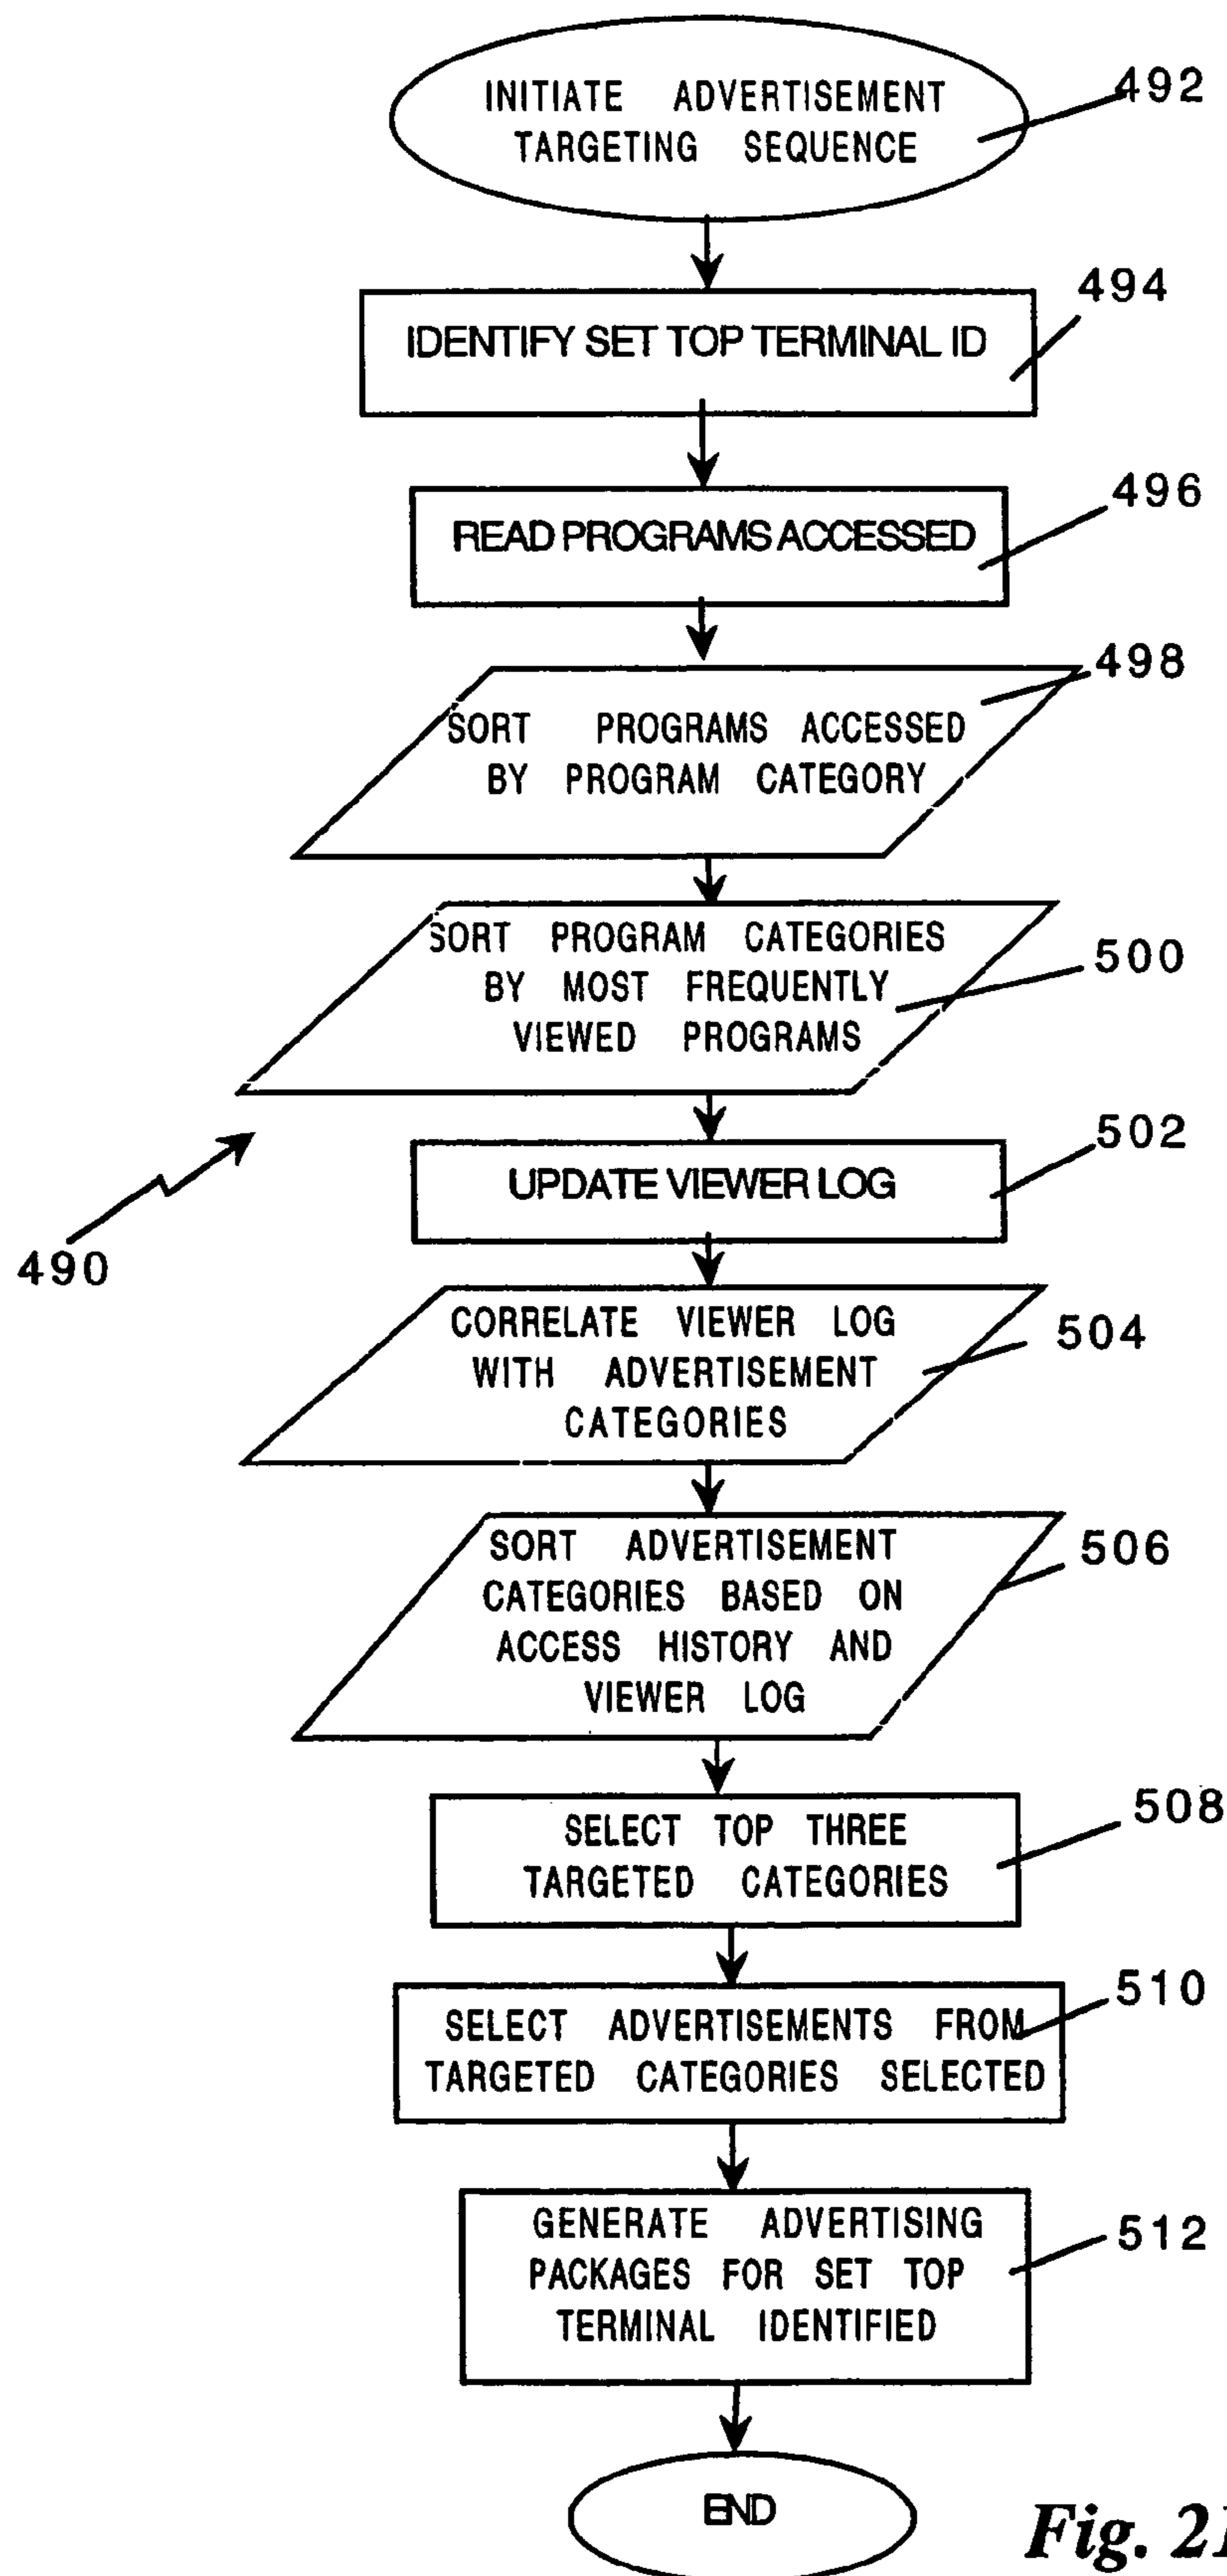 INITIATE ADVERTISEMENT
TARGETING SEQUENCE
492
IDENTIFY SET TOP TERMINAL ID
494
READ PROGRAMS ACCESSED
496
SORT PROGRAMS ACCESSED
BY PROGRAM CATEGORY
498
SORT PROGRAM CATEGORIES
BY MOST FREQUENTLY
VIEWED PROGRAMS
500
UPDATE VIEWER LOG
502
490
CORRELATE VIEWER LOG
WITH ADVERTISEMENT
CATEGORIES
504
SORT ADVERTISEMENT
CATEGORIES BASED ON
ACCESS HISTORY AND
VIEWER LOG
506
SELECT TOP THREE
TARGETED CATEGORIES
508
SELECT ADVERTISEMENTS FROM
TARGETED CATEGORIES SELECTED
510
GENERATE ADVERTISING
PACKAGES FOR SET TOP
TERMINAL IDENTIFIED
512
END
Fig.